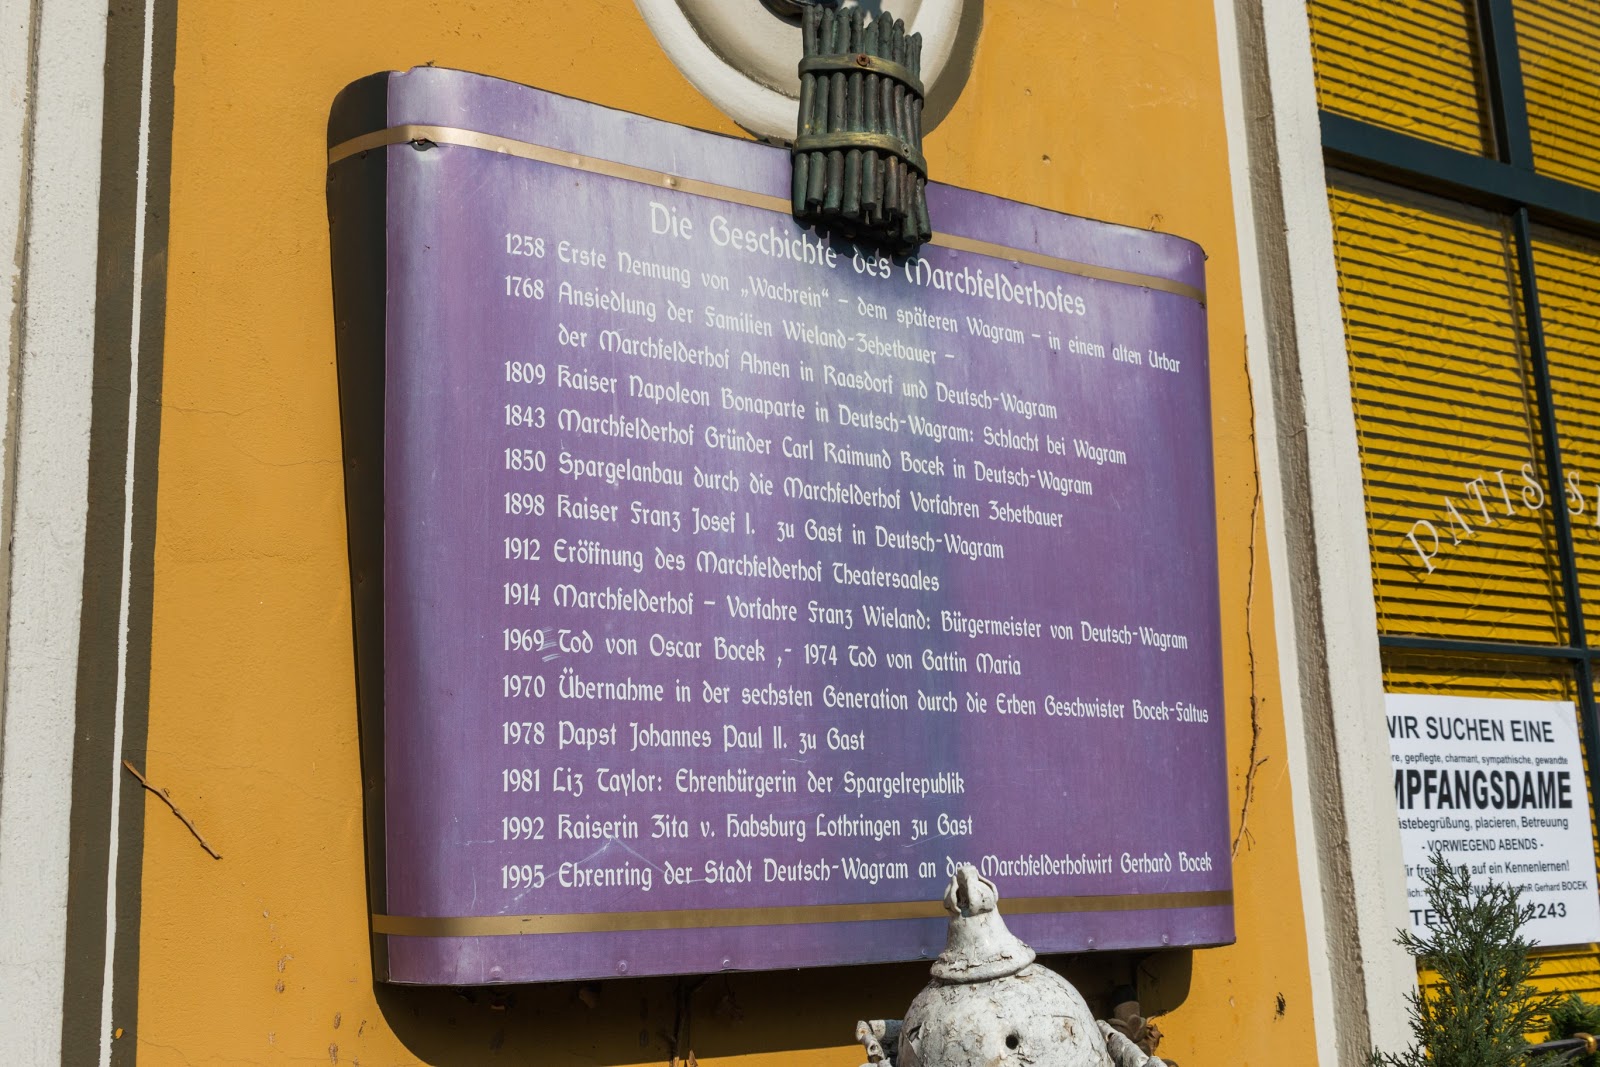 Die Geschichte des Marchfelderhofes
1258 Erste Nennung von „Wachrein“ – dem späteren Wagram – in einem alten Urbar
1768 Ansiedlung der Familien Wieland-Zehetbauer –
der Marchfelderhof Ahnen in Raasdorf und Deutsch-Wagram
1809 Kaiser Napoleon Bonaparte in Deutsch-Wagram: Schlacht bei Wagram
1843 Marchfelderhof Gründer Carl Raimund Bocek in Deutsch-Wagram
1850 Spargelanbau durch die Marchfelderhof Vorfahren Zehetbauer
1898 Kaiser Franz Josef I. zu Gast in Deutsch-Wagram
1912 Eröffnung des Marchfelderhof Theatersaales
1914 Marchfelderhof – Vorfahre Franz Wieland: Bürgermeister von Deutsch-Wagram
1969 Tod von Oscar Bocek ,- 1974 Tod von Gattin Maria
1970 Übernahme in der sechsten Generation durch die Erben Geschwister Bocek-Faltus
1978 Papst Johannes Paul II. zu Gast
1981 Liz Taylor: Ehrenbürgerin der Spargelrepublik
1992 Kaiserin Zita v. Habsburg Lothringen zu Gast
1995 Ehrenring der Stadt Deutsch-Wagram an den Marchfelderhofwirt Gerhard Bocek
PATIS
WIR SUCHEN EINE
gepflegte, charmant, sympathische, gewandte
MPFANGSDAME
stebegrüßung, placieren, Betreuung
- VORWIEGEND ABENDS -
auf ein Kennenlernen!
Gerhard BOCEK
TEL 2243